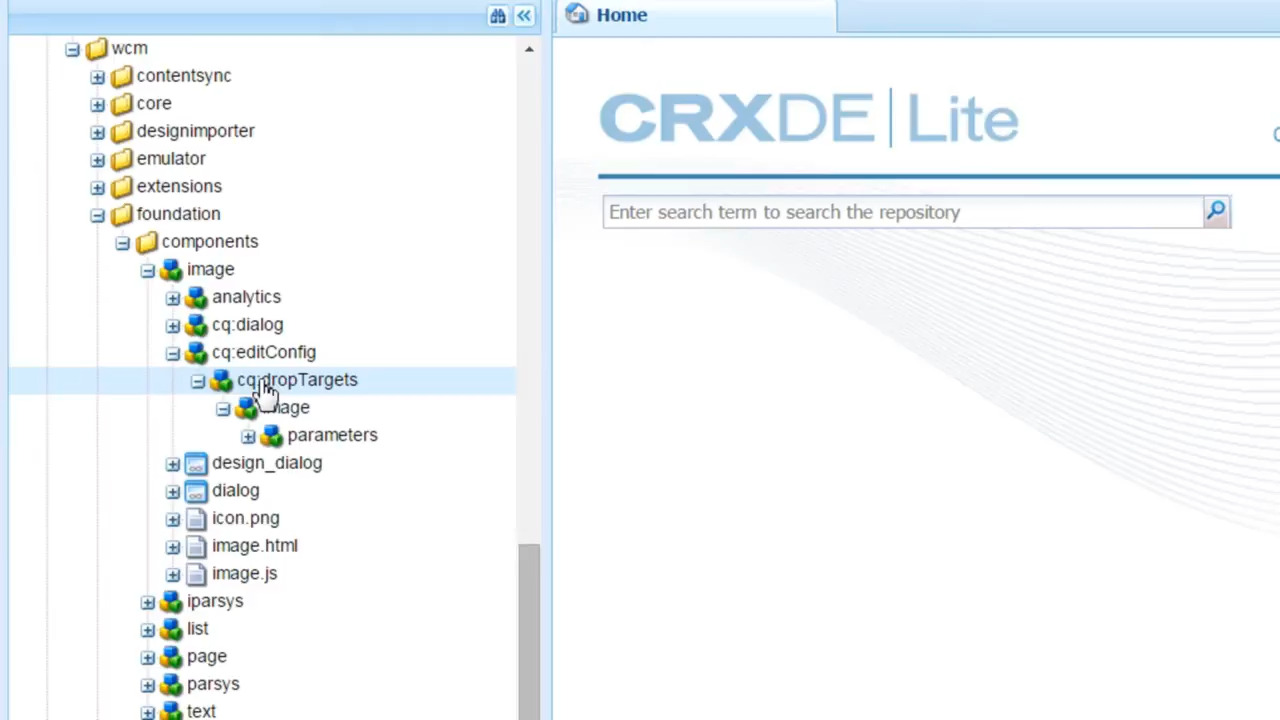 wcm
contentsync
core
designimporter
emulator
extensions
foundation
components
image
analytics
cq:dialog
cq:editConfig
cq:dropTargets
image
parameters
design_dialog
dialog
icon.png
image.html
image.js
iparsys
list
page
parsys
text
Home
CRXDE | Lite
Enter search term to search the repository